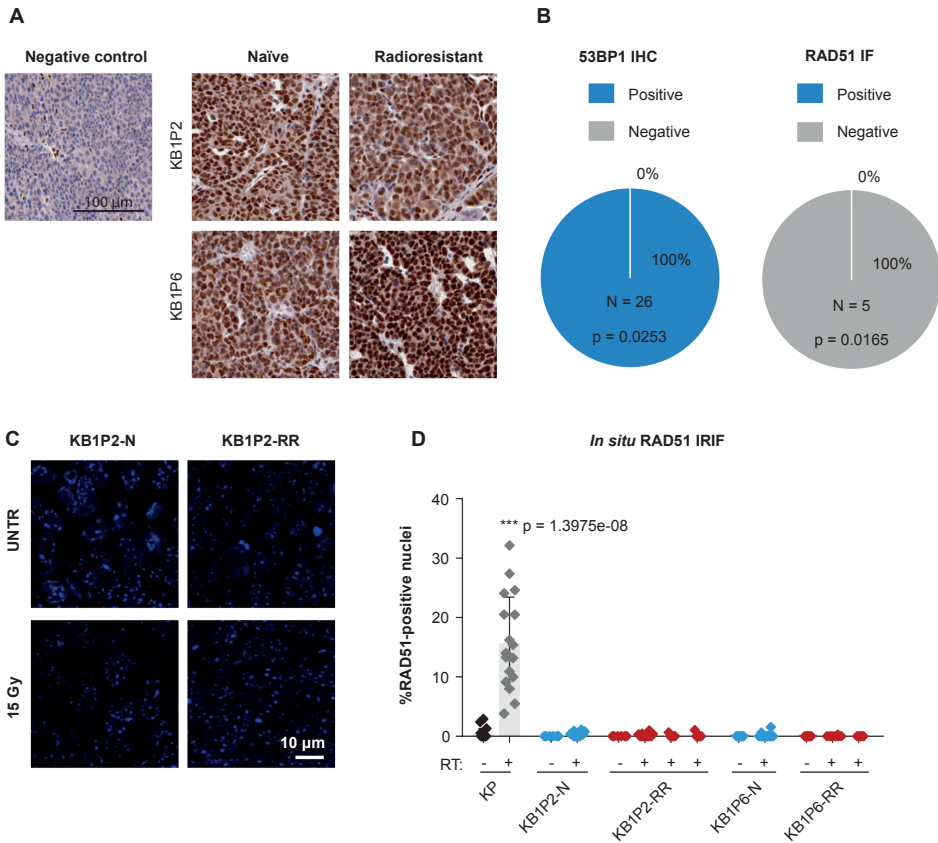 A
Negative control
Naïve
Radioresistant
KB1P2
100 µm
KB1P6
B
53BP1 IHC
RAD51 IF
Positive
Negative
Positive
Negative
0%
100%
N = 26
p = 0.0253
0%
100%
N = 5
p = 0.0165
C
KB1P2-N
KB1P2-RR
UNTR
15 Gy
10 µm
D
In situ RAD51 IRIF
%RAD51-positive nuclei
40
30
20
10
0
*** p = 1.3975e-08
RT: - + - + - + + + - + - + +
KP
KB1P2-N
KB1P2-RR
KB1P6-N
KB1P6-RR